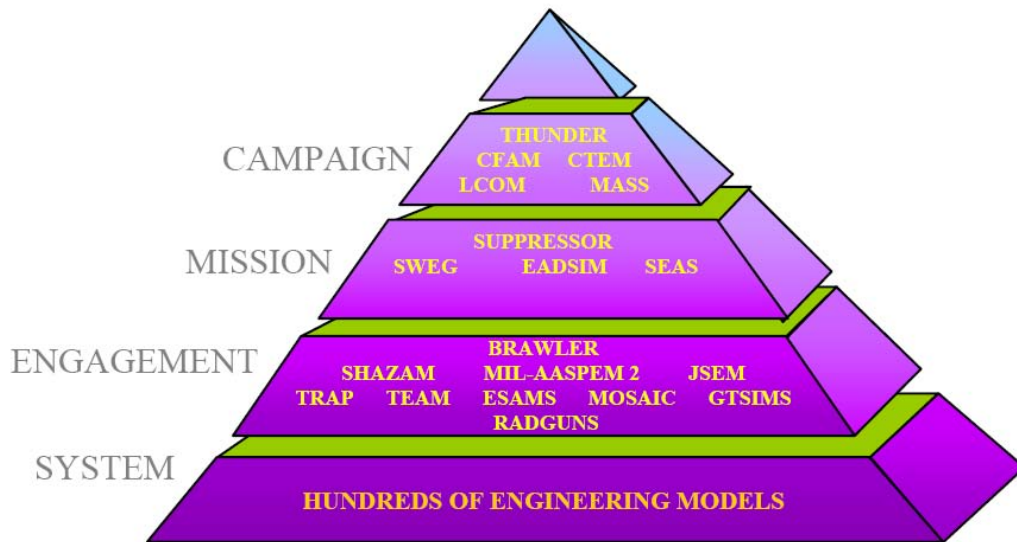 CAMPAIGN
THUNDER
CFAM CTEM
LCOM MASS
MISSION
SUPPRESSOR
SWEG EADSIM SEAS
ENGAGEMENT
BRAWLER
SHAZAM MIL-AASPEM 2 JSEM
TRAP TEAM ESAMS MOSAIC GTSIMS
RADGUNS
SYSTEM
HUNDREDS OF ENGINEERING MODELS